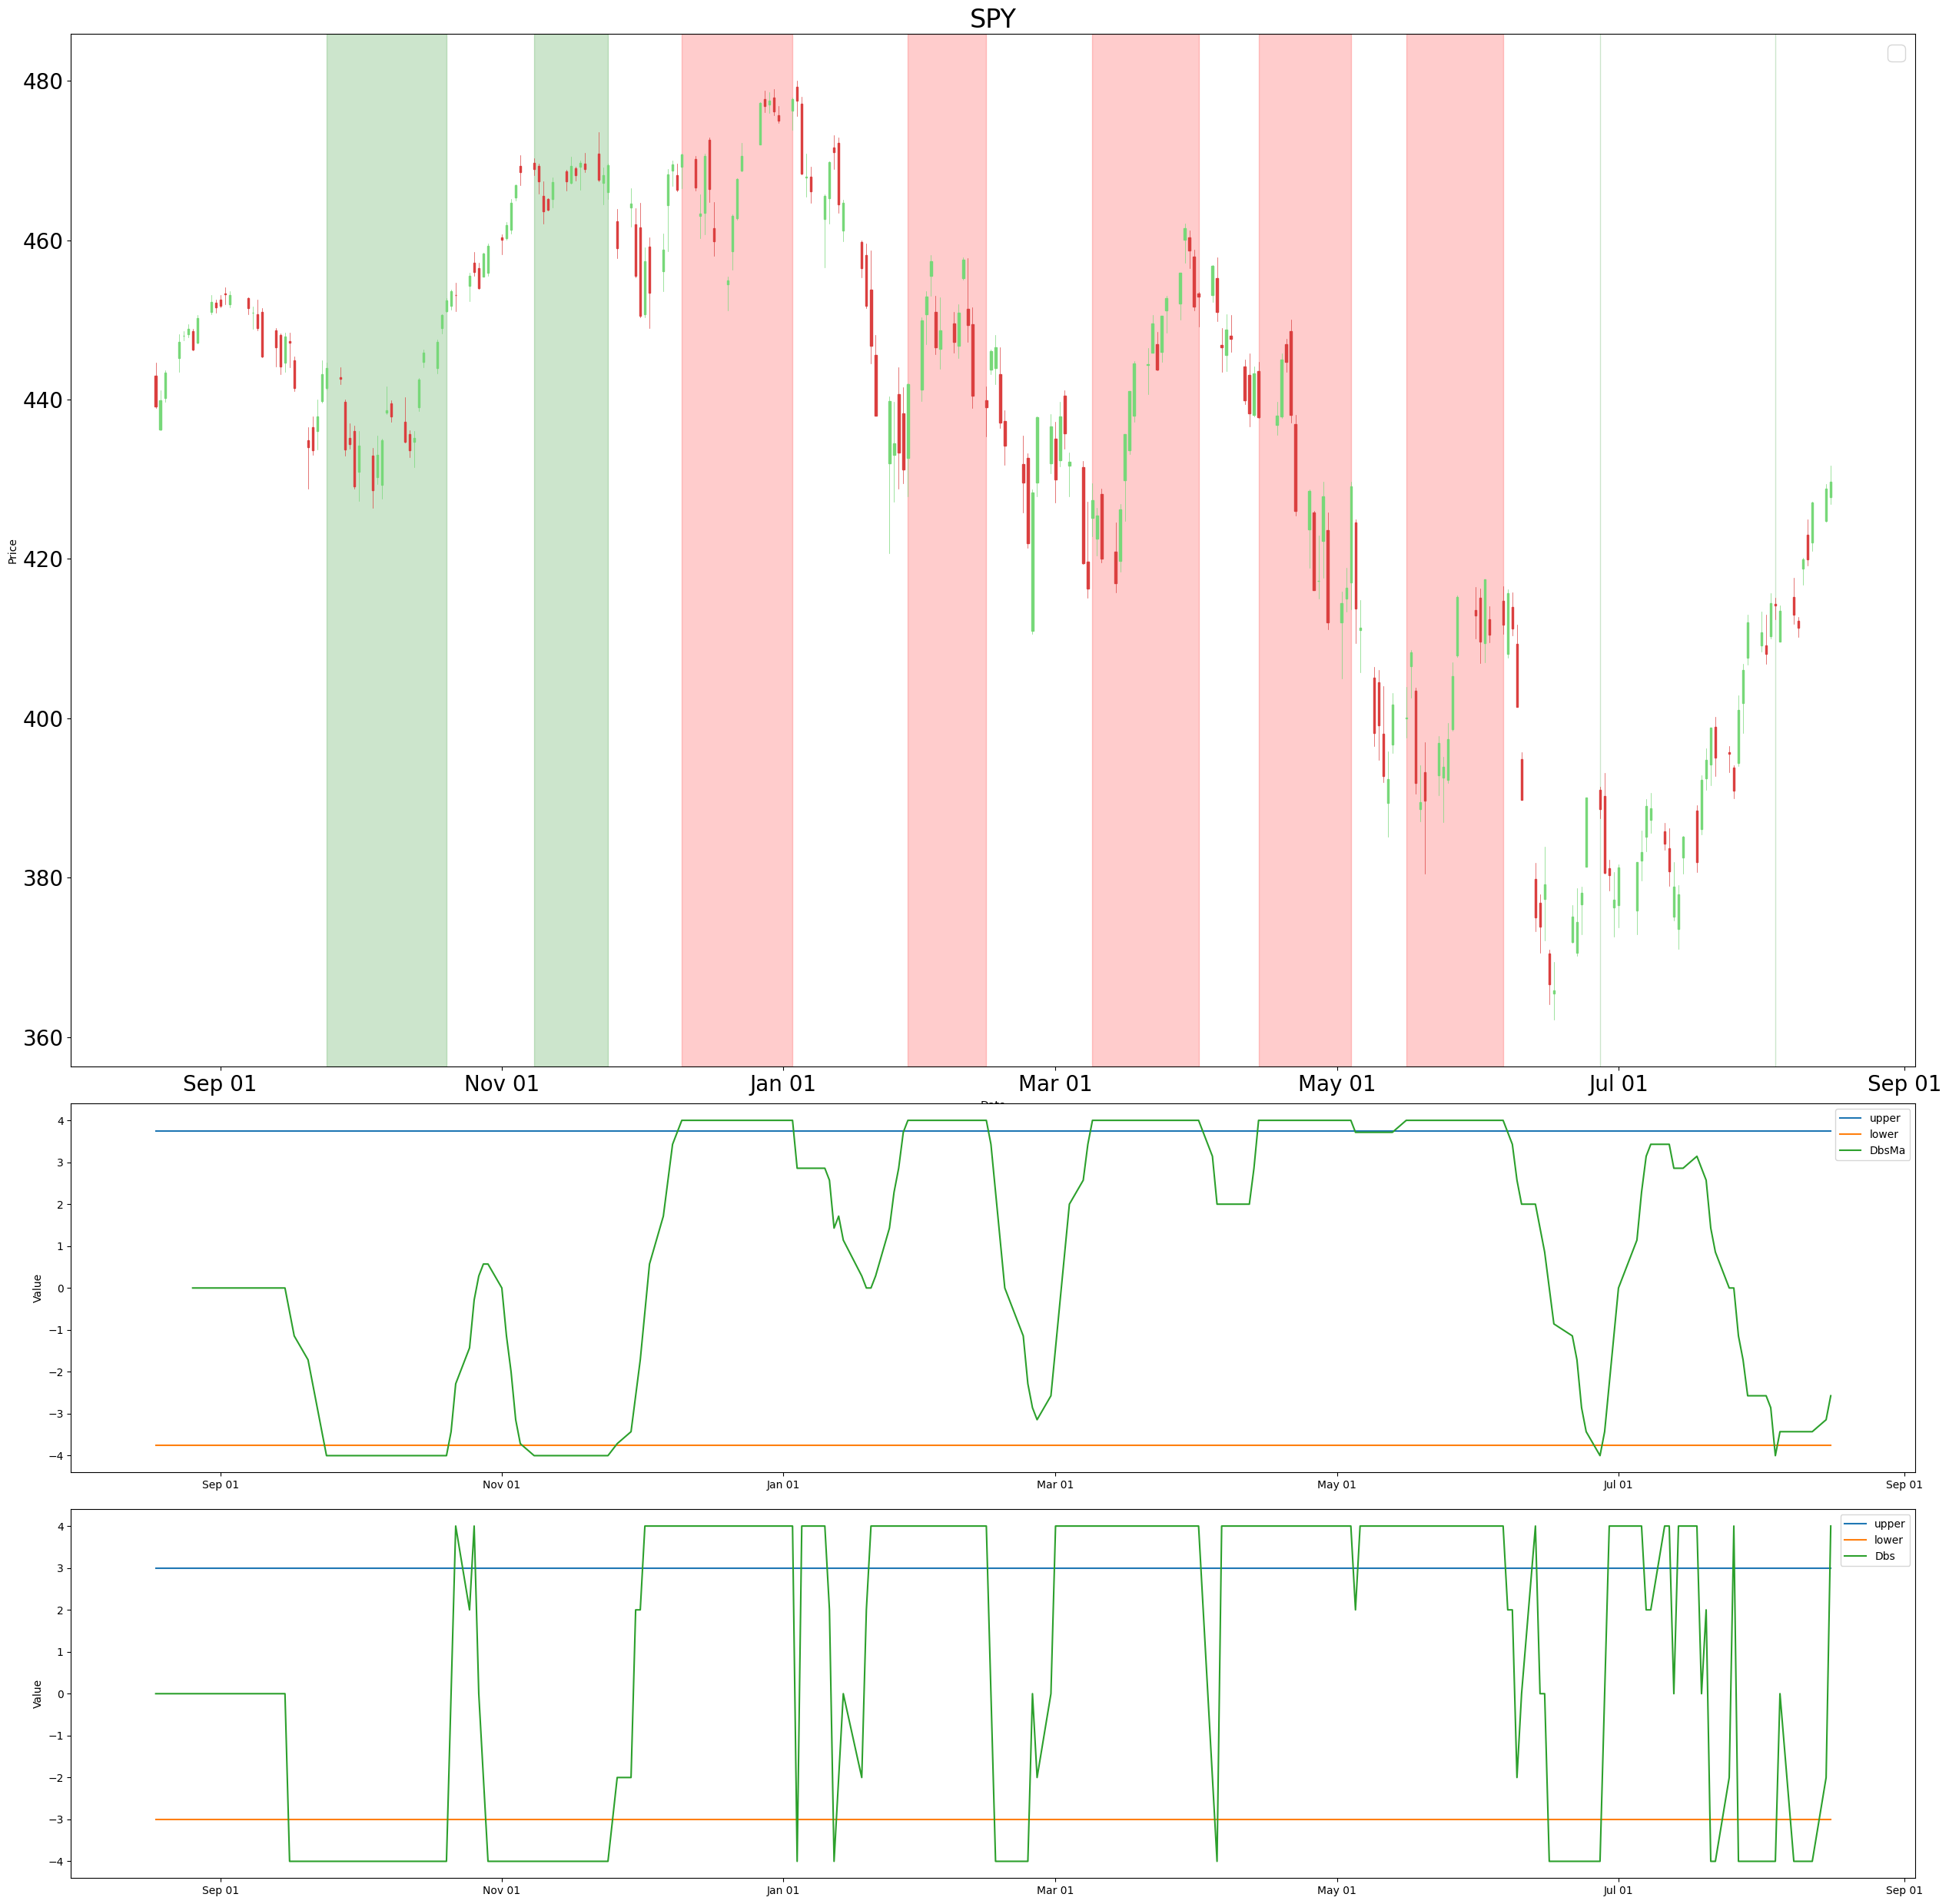 SPY
480
460
440
420
400
380
360
Price
Sep 01 Nov 01 Jan 01 Mar 01 May 01 Jul 01 Sep 01
Date
4
3
2
1
0
−1
−2
−3
−4
Value
upper
lower
DbsMa
Sep 01 Nov 01 Jan 01 Mar 01 May 01 Jul 01 Sep 01
4
3
2
1
0
−1
−2
−3
−4
Value
upper
lower
Dbs
Sep 01 Nov 01 Jan 01 Mar 01 May 01 Jul 01 Sep 01